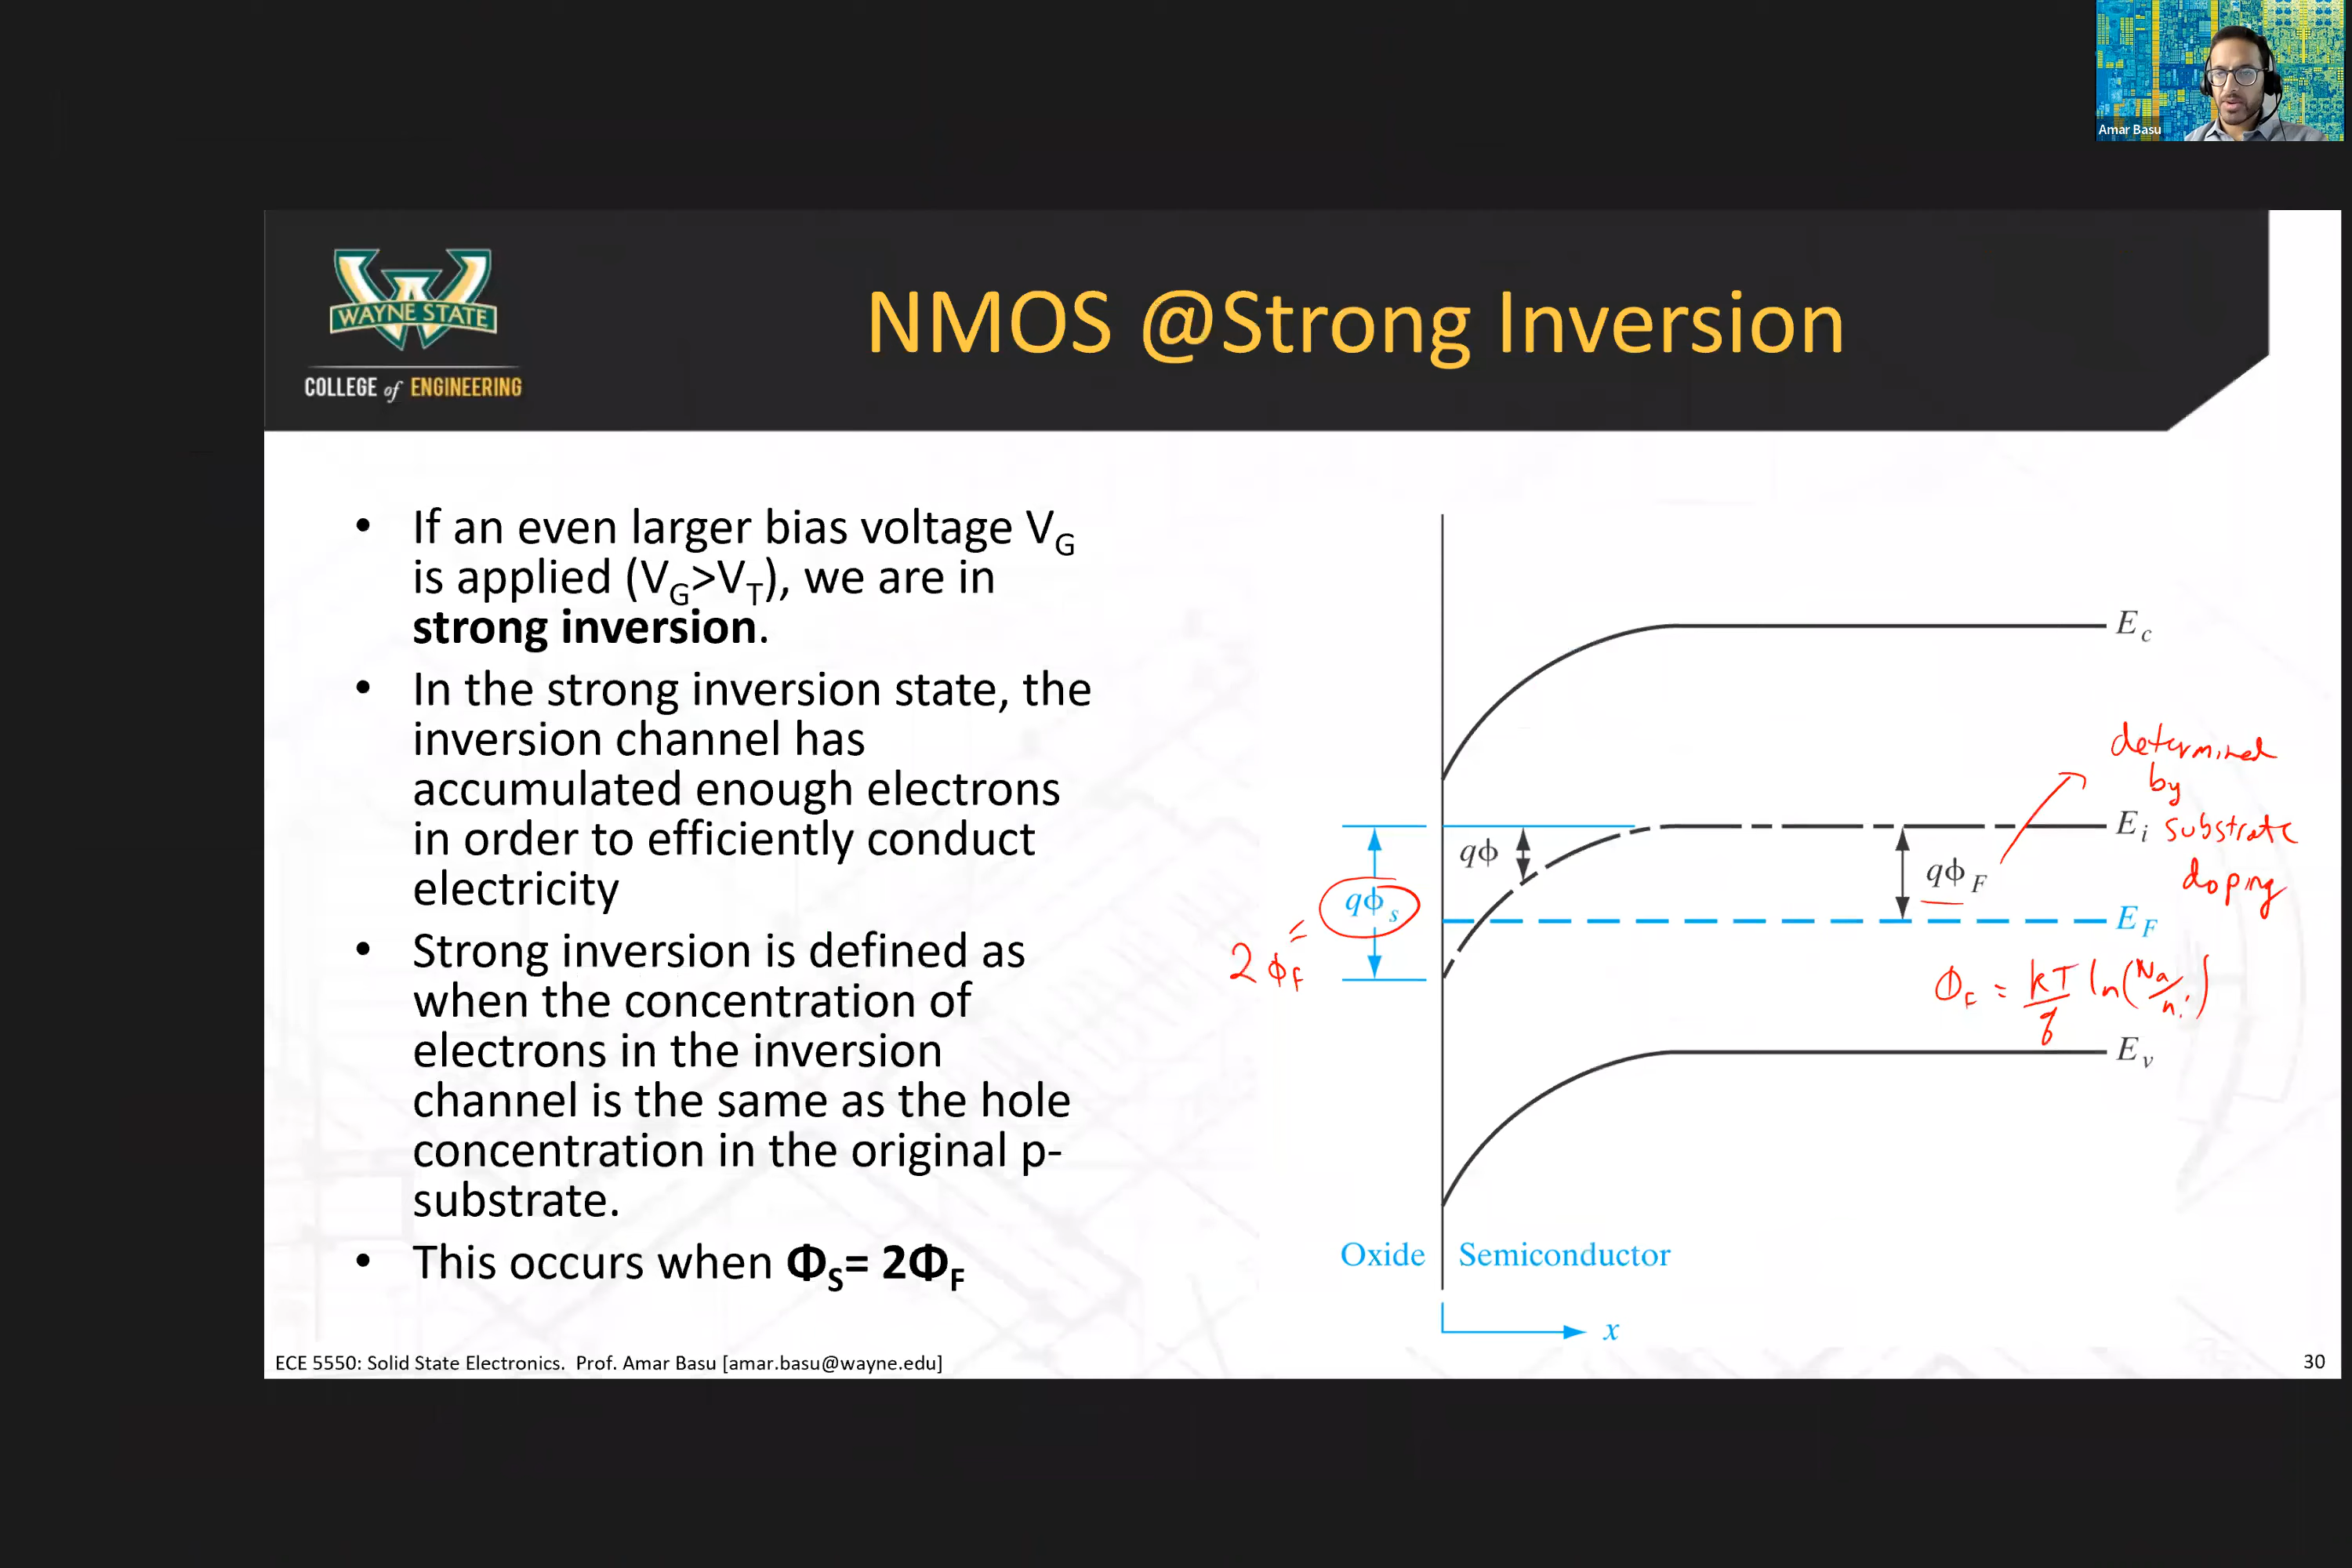 Amar Basu
WAYNE STATE
COLLEGE of ENGINEERING
NMOS @Strong Inversion
• If an even larger bias voltage VG
is applied (VG>VT), we are in
strong inversion.
• In the strong inversion state, the
inversion channel has
accumulated enough electrons
in order to efficiently conduct
electricity
• Strong inversion is defined as
when the concentration of
electrons in the inversion
channel is the same as the hole
concentration in the original p-
substrate.
• This occurs when ΦS= 2ΦF
Ec
determined
by
substrate
doping
Ei
qϕ
qϕF
qϕs
= 2ϕF
EF
ΦF = kT/q ln(Na/ni)
Ev
Oxide Semiconductor
x
ECE 5550: Solid State Electronics. Prof. Amar Basu [amar.basu@wayne.edu]
30